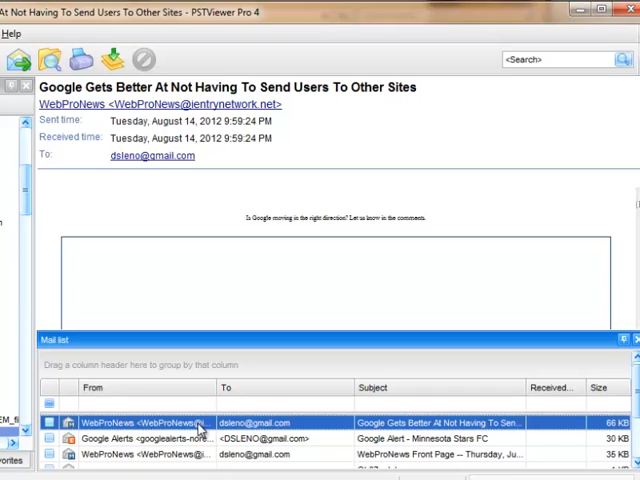 At Not Having To Send Users To Other Sites - PSTViewer Pro 4
Help
<Search>
Google Gets Better At Not Having To Send Users To Other Sites
WebProNews <WebProNews@ientrynetwork.net>
Sent time: Tuesday, August 14, 2012 9:59:24 PM
Received time: Tuesday, August 14, 2012 9:59:24 PM
To: dsleno@gmail.com
Is Google moving in the right direction? Let us know in the comments.
Mail list
Drag a column header here to group by that column
From To Subject Received... Size
WebProNews <WebProNews@i... dsleno@gmail.com Google Gets Better At Not Having To Sen... 66 KB
Google Alerts <googlealerts-nore... <DSLENO@gmail.com> Google Alert - Minnesota Stars FC 30 KB
WebProNews <WebProNews@i... dsleno@gmail.com WebProNews Front Page -- Thursday, Ju... 35 KB
EM_fi
orites